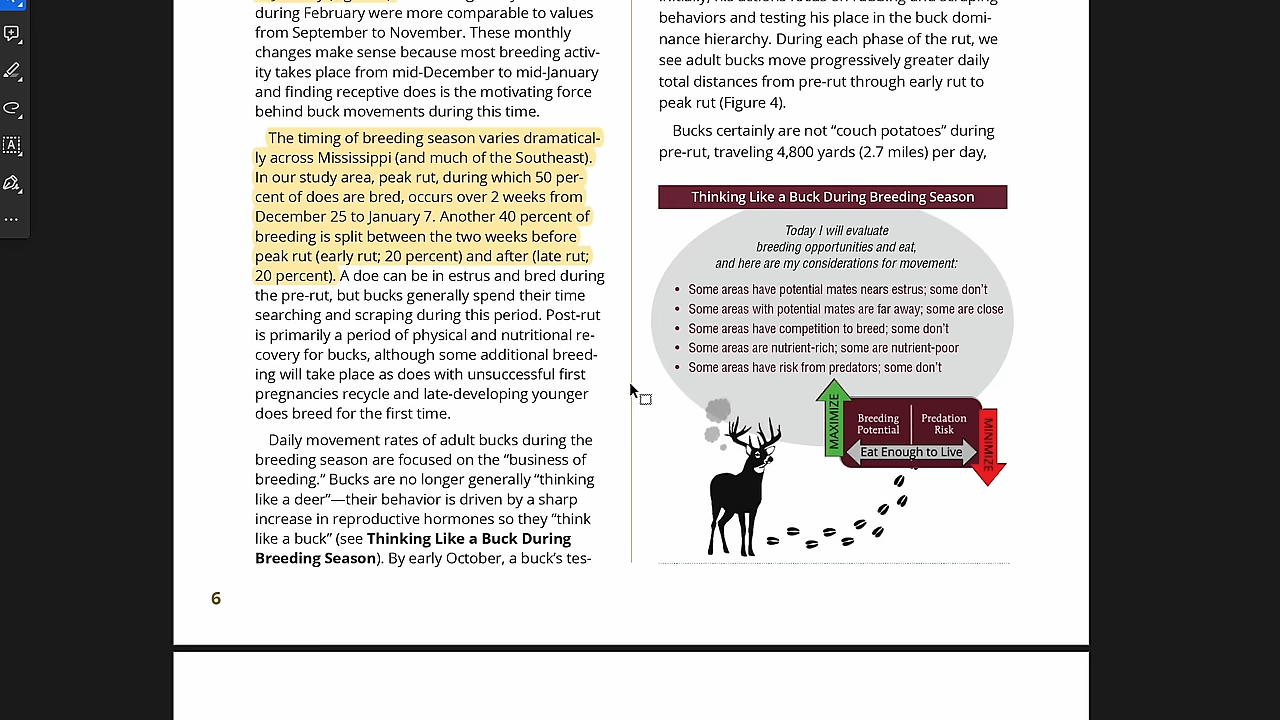 during February were more comparable to values
from September to November. These monthly
changes make sense because most breeding activ-
ity takes place from mid-December to mid-January
and finding receptive does is the motivating force
behind buck movements during this time.
The timing of breeding season varies dramatical-
ly across Mississippi (and much of the Southeast).
In our study area, peak rut, during which 50 per-
cent of does are bred, occurs over 2 weeks from
December 25 to January 7. Another 40 percent of
breeding is split between the two weeks before
peak rut (early rut; 20 percent) and after (late rut;
20 percent). A doe can be in estrus and bred during
the pre-rut, but bucks generally spend their time
searching and scraping during this period. Post-rut
is primarily a period of physical and nutritional re-
covery for bucks, although some additional breed-
ing will take place as does with unsuccessful first
pregnancies recycle and late-developing younger
does breed for the first time.
Daily movement rates of adult bucks during the
breeding season are focused on the “business of
breeding.” Bucks are no longer generally “thinking
like a deer”—their behavior is driven by a sharp
increase in reproductive hormones so they “think
like a buck” (see Thinking Like a Buck During
Breeding Season). By early October, a buck’s tes-
6
behaviors and testing his place in the buck domi-
nance hierarchy. During each phase of the rut, we
see adult bucks move progressively greater daily
total distances from pre-rut through early rut to
peak rut (Figure 4).
Bucks certainly are not “couch potatoes” during
pre-rut, traveling 4,800 yards (2.7 miles) per day,
Thinking Like a Buck During Breeding Season
Today I will evaluate
breeding opportunities and eat,
and here are my considerations for movement:
• Some areas have potential mates nears estrus; some don’t
• Some areas with potential mates are far away; some are close
• Some areas have competition to breed; some don’t
• Some areas are nutrient-rich; some are nutrient-poor
• Some areas have risk from predators; some don’t
MAXIMIZE
Breeding
Potential
Predation
Risk
Eat Enough to Live
MINIMIZE